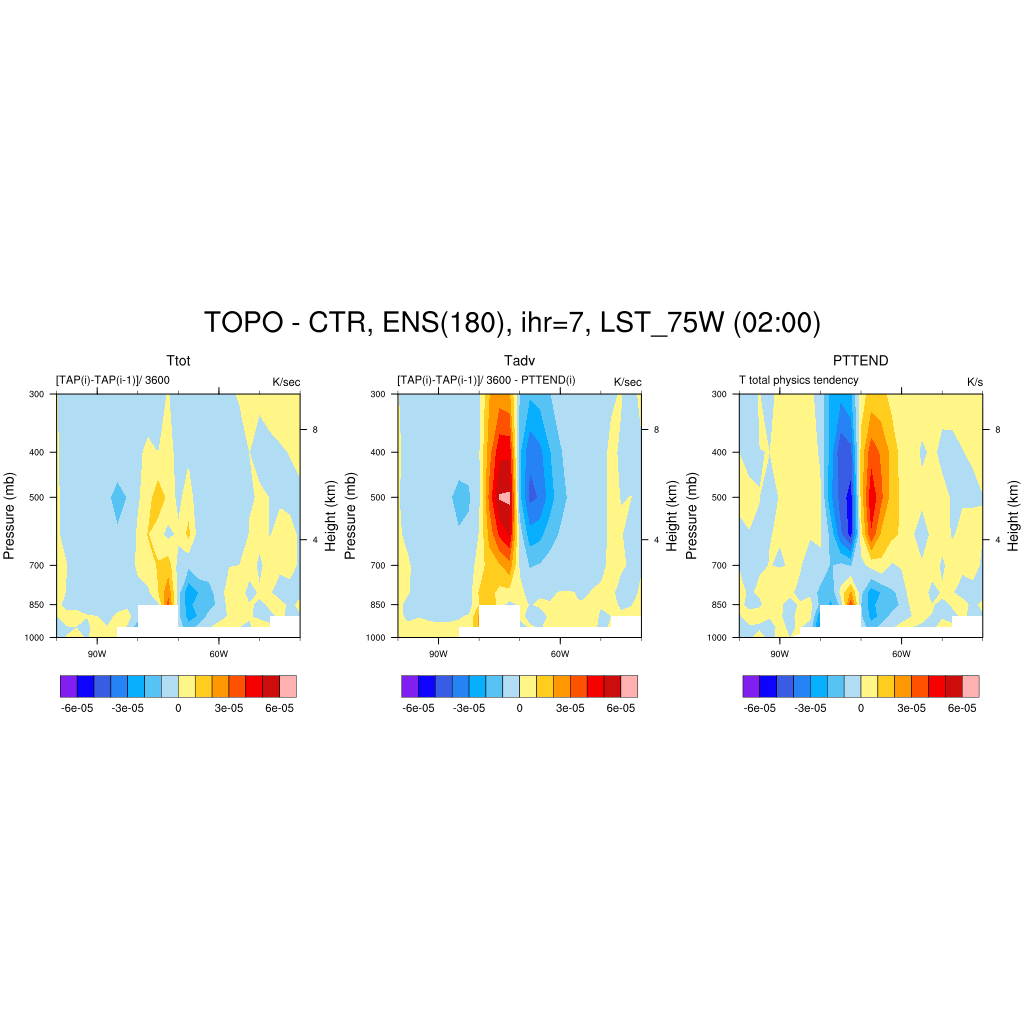 TOPO - CTR, ENS(180), ihr=7, LST_75W (02:00)
Ttot
[TAP(i)-TAP(i-1)]/ 3600 K/sec
300
400
500
700
850
1000
Pressure (mb)
8
4
Height (km)
90W 60W
-6e-05 -3e-05 0 3e-05 6e-05
Tadv
[TAP(i)-TAP(i-1)]/ 3600 - PTTEND(i) K/sec
300
400
500
700
850
1000
Pressure (mb)
8
4
Height (km)
90W 60W
-6e-05 -3e-05 0 3e-05 6e-05
PTTEND
T total physics tendency K/s
300
400
500
700
850
1000
Pressure (mb)
8
4
Height (km)
90W 60W
-6e-05 -3e-05 0 3e-05 6e-05